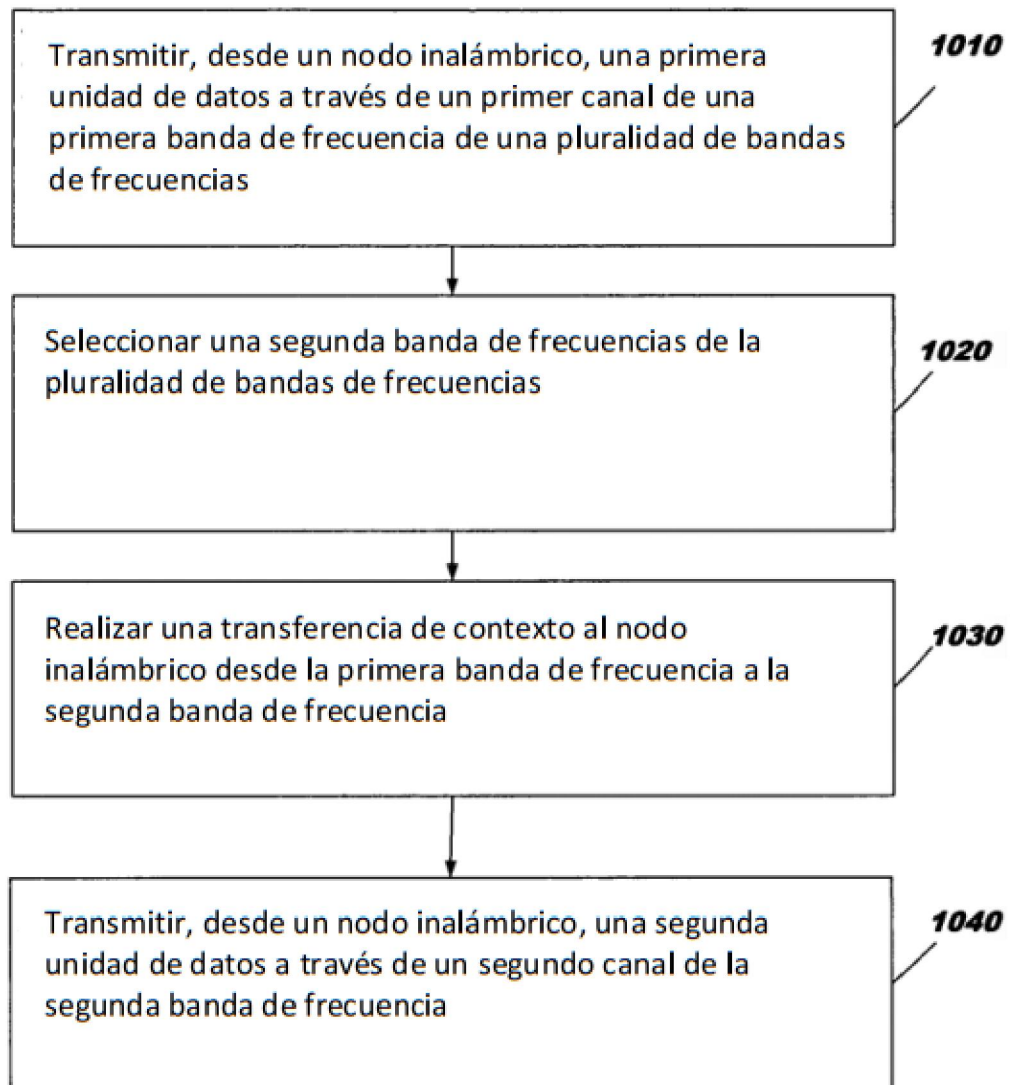 Transmitir, desde un nodo inalámbrico, una primera
unidad de datos a través de un primer canal de una
primera banda de frecuencia de una pluralidad de bandas
de frecuencias
1010
Seleccionar una segunda banda de frecuencias de la
pluralidad de bandas de frecuencias
1020
Realizar una transferencia de contexto al nodo
inalámbrico desde la primera banda de frecuencia a la
segunda banda de frecuencia
1030
Transmitir, desde un nodo inalámbrico, una segunda
unidad de datos a través de un segundo canal de la
segunda banda de frecuencia
1040